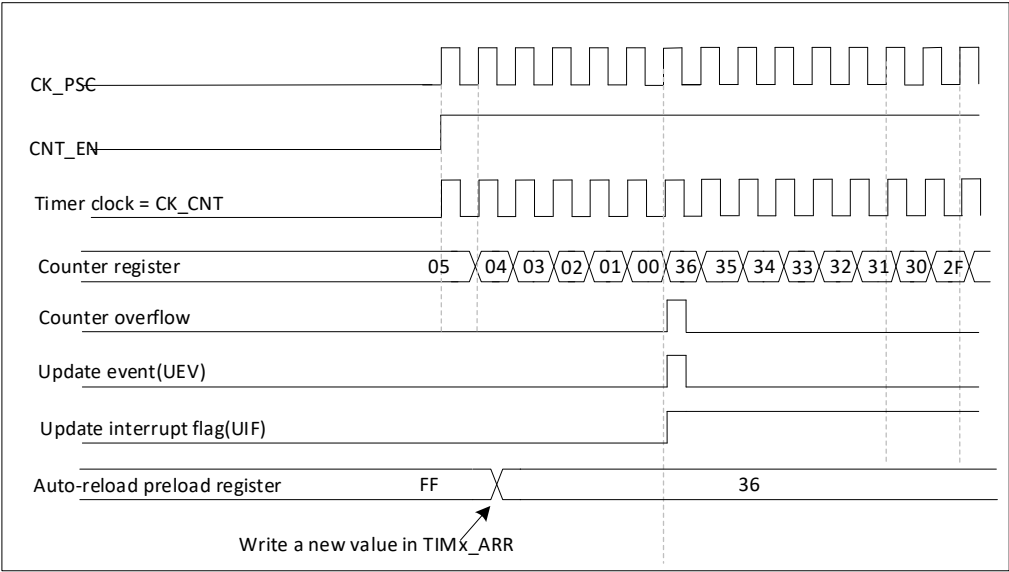 CK_PSC
CNT_EN
Timer clock = CK_CNT
Counter register 05 04 03 02 01 00 36 35 34 33 32 31 30 2F
Counter overflow
Update event(UEV)
Update interrupt flag(UIF)
Auto-reload preload register FF 36
Write a new value in TIMx_ARR